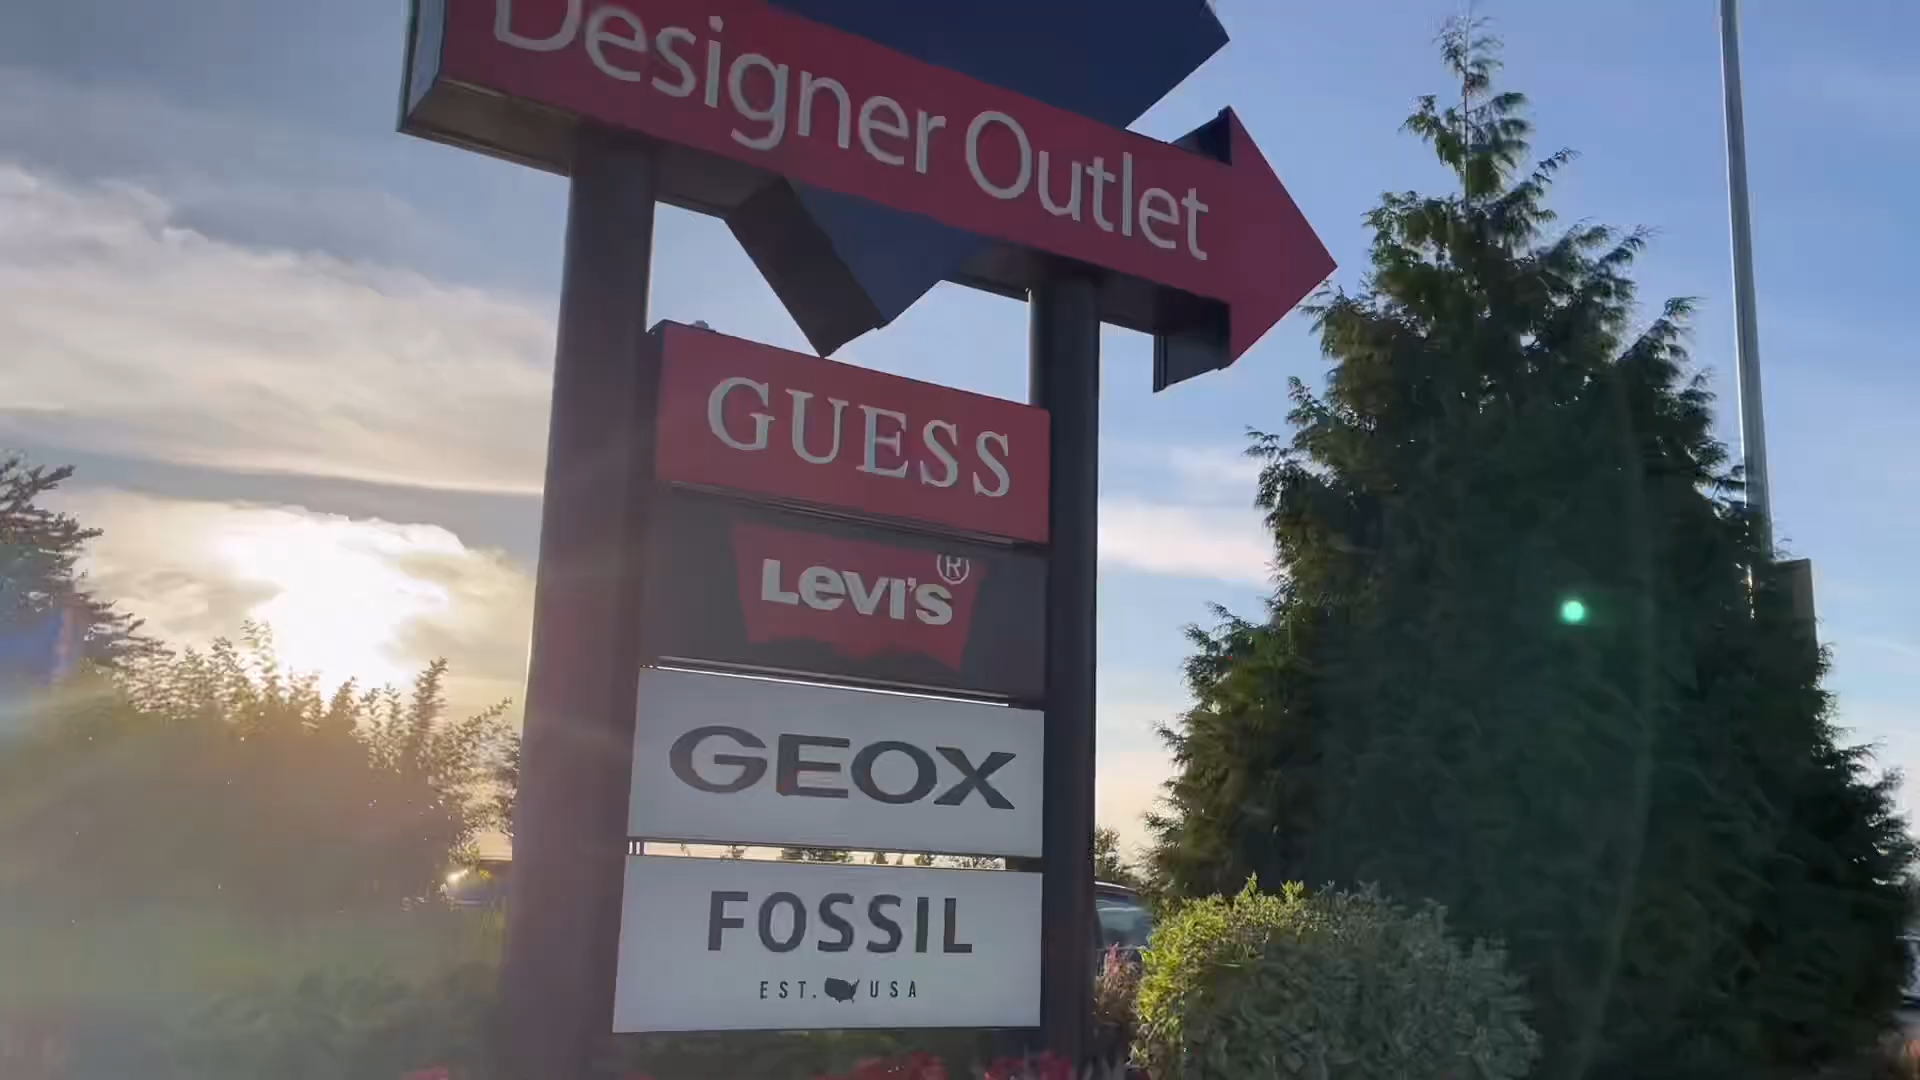 Designer Outlet
GUESS
LEVI'S®
GEOX
FOSSIL
EST. USA